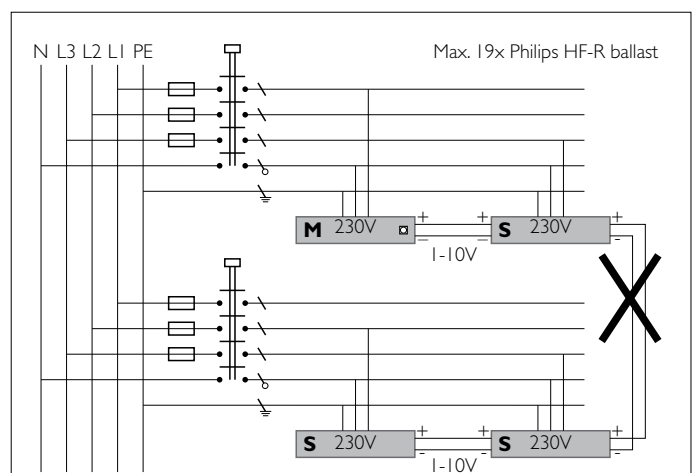 N L3 L2 L1 PE Max. 19x Philips HF-R ballast
M 230V + + S 230V +
– – -
1-10V
S 230V + + S 230V +
– – -
1-10V